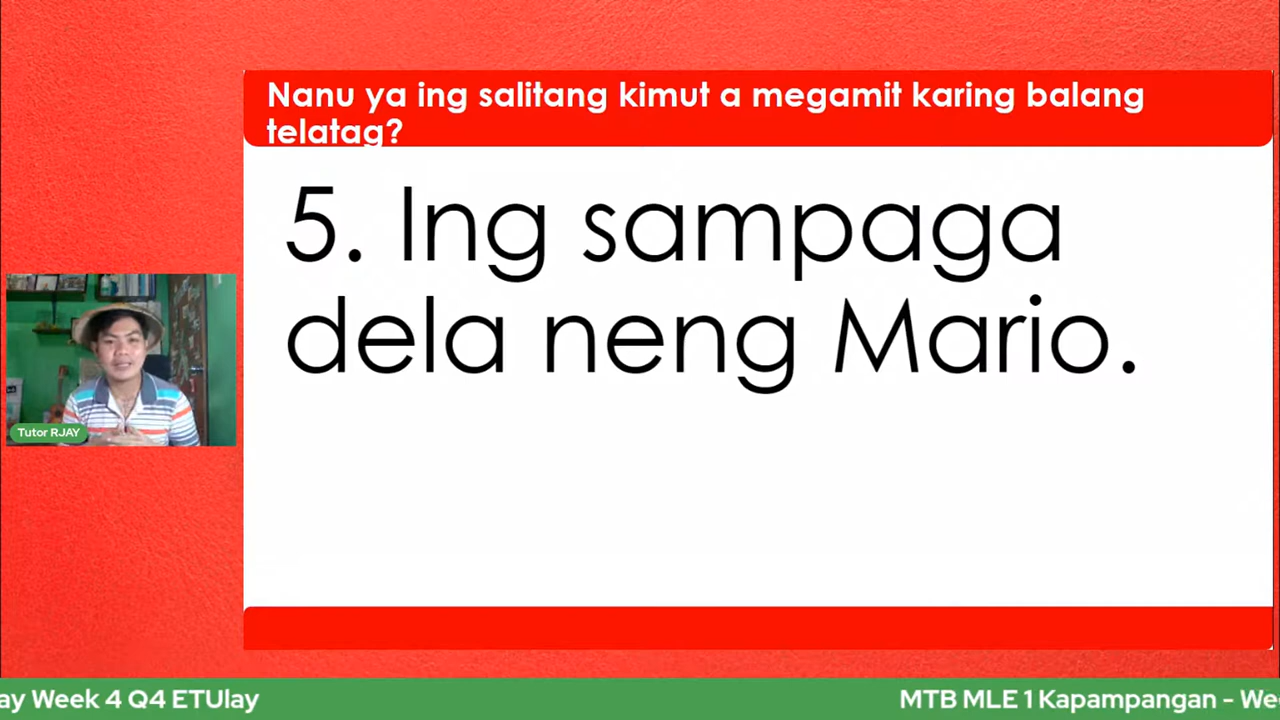 Nanu ya ing salitang kimut a megamit karing balang
telatag?
5. Ing sampaga
dela neng Mario.
Tutor RJAY
ay Week 4 Q4 ETUlay
MTB MLE 1 Kapampangan - We